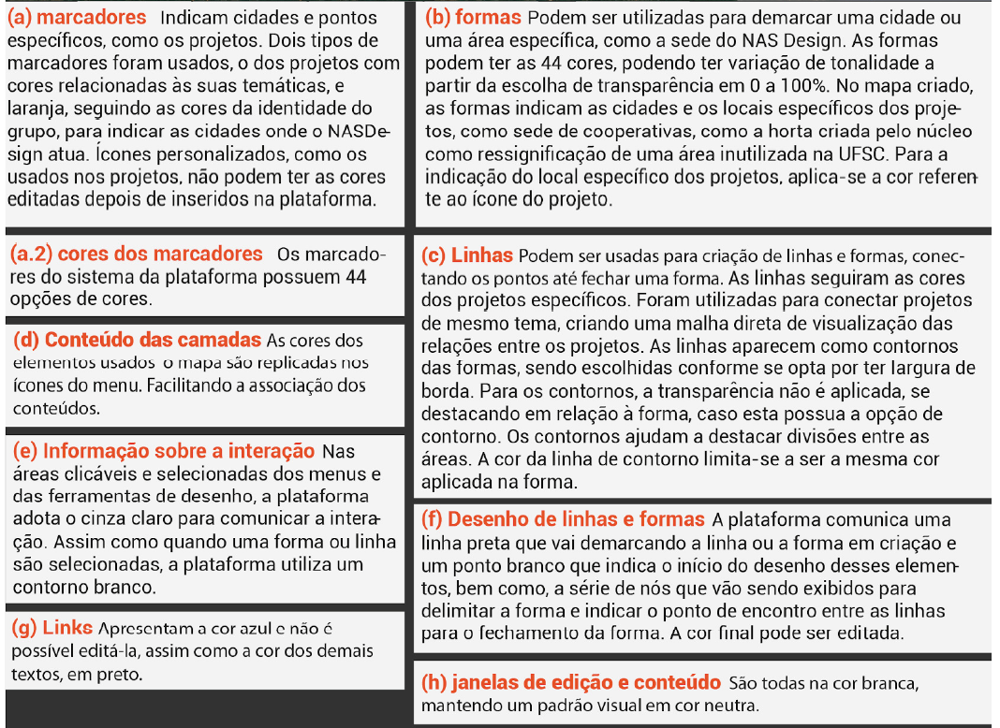 (a) marcadores Indicam cidades e pontos
específicos, como os projetos. Dois tipos de
marcadores foram usados, o dos projetos com
cores relacionadas às suas temáticas, e
laranja, seguindo as cores da identidade do
grupo, para indicar as cidades onde o NASDe-
sign atua. Ícones personalizados, como os
usados nos projetos, não podem ter as cores
editadas depois de inseridos na plataforma.
(b) formas Podem ser utilizadas para demarcar uma cidade ou
uma área específica, como a sede do NAS Design. As formas
podem ter as 44 cores, podendo ter variação de tonalidade a
partir da escolha de transparência em 0 a 100%. No mapa criado,
as formas indicam as cidades e os locais específicos dos proje-
tos, como sede de cooperativas, como a horta criada pelo núcleo
como ressignificação de uma área inutilizada na UFSC. Para a
indicação do local específico dos projetos, aplica-se a cor referen-
te ao ícone do projeto.
(a.2) cores dos marcadores Os marcado-
res do sistema da plataforma possuem 44
opções de cores.
(c) Linhas Podem ser usadas para criação de linhas e formas, conec-
tando os pontos até fechar uma forma. As linhas seguiram as cores
dos projetos específicos. Foram utilizadas para conectar projetos
de mesmo tema, criando uma malha direta de visualização das
relações entre os projetos. As linhas aparecem como contornos
das formas, sendo escolhidas conforme se opta por ter largura de
borda. Para os contornos, a transparência não é aplicada, se
destacando em relação à forma, caso esta possua a opção de
contorno. Os contornos ajudam a destacar divisões entre as
áreas. A cor da linha de contorno limita-se a ser a mesma cor
aplicada na forma.
(d) Conteúdo das camadas As cores dos
elementos usados o mapa são replicadas nos
ícones do menu. Facilitando a associação dos
conteúdos.
(e) Informação sobre a interação Nas
áreas clicáveis e selecionadas dos menus e
das ferramentas de desenho, a plataforma
adota o cinza claro para comunicar a intera-
ção. Assim como quando uma forma ou linha
são selecionadas, a plataforma utiliza um
contorno branco.
(f) Desenho de linhas e formas A plataforma comunica uma
linha preta que vai demarcando a linha ou a forma em criação e
um ponto branco que indica o início do desenho desses elemen-
tos, bem como, a série de nós que vão sendo exibidos para
delimitar a forma e indicar o ponto de encontro entre as linhas
para o fechamento da forma. A cor final pode ser editada.
(g) Links Apresentam a cor azul e não é
possível editá-la, assim como a cor dos demais
textos, em preto.
(h) janelas de edição e conteúdo São todas na cor branca,
mantendo um padrão visual em cor neutra.